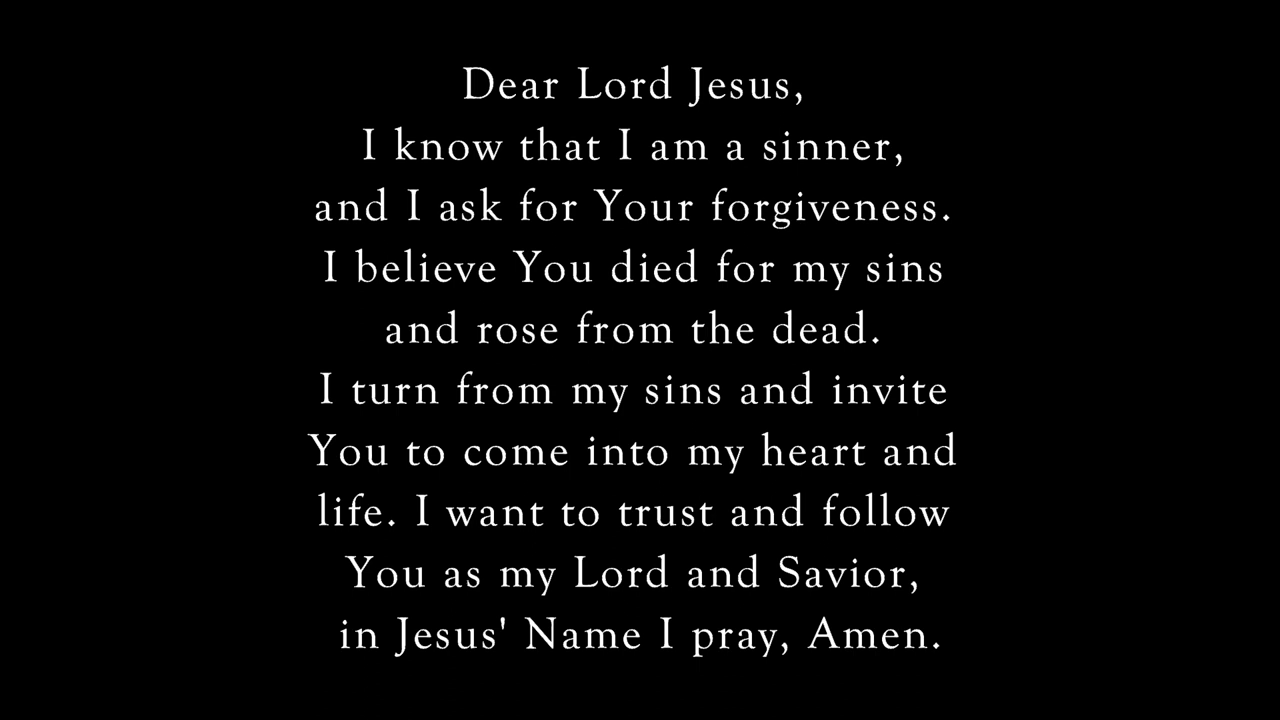 Dear Lord Jesus,
I know that I am a sinner,
and I ask for Your forgiveness.
I believe You died for my sins
and rose from the dead.
I turn from my sins and invite
You to come into my heart and
life. I want to trust and follow
You as my Lord and Savior,
in Jesus' Name I pray, Amen.